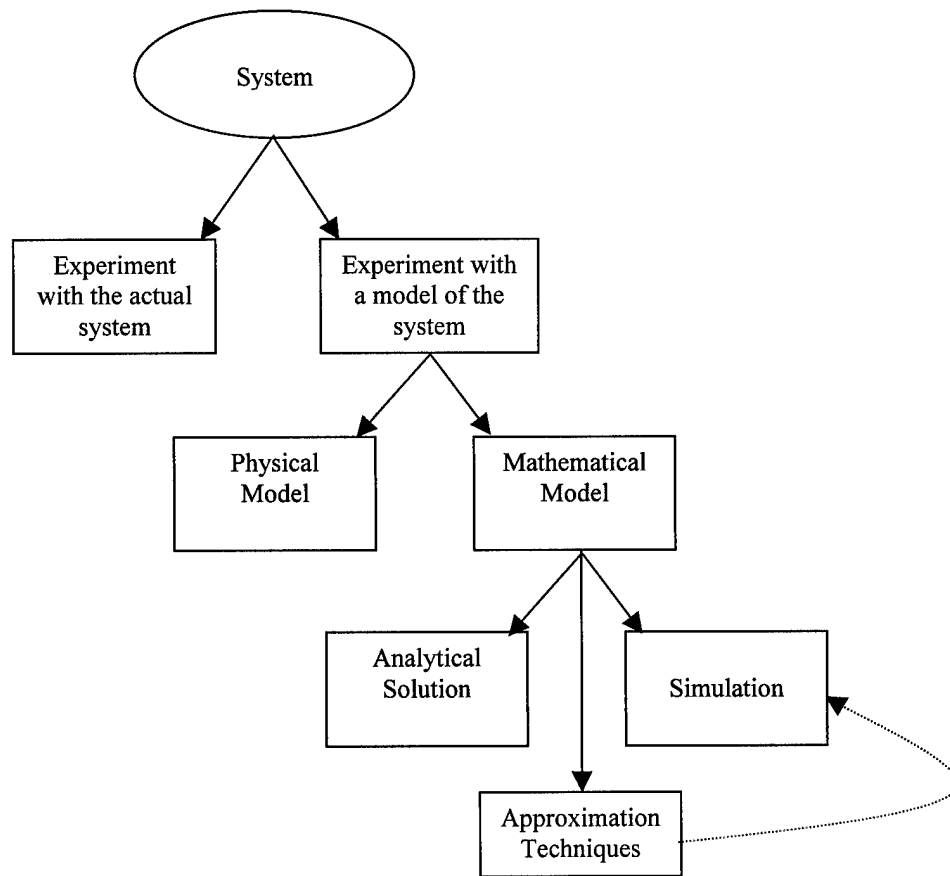 System
Experiment
with the actual
system
Experiment with
a model of the
system
Physical
Model
Mathematical
Model
Analytical
Solution
Simulation
Approximation
Techniques